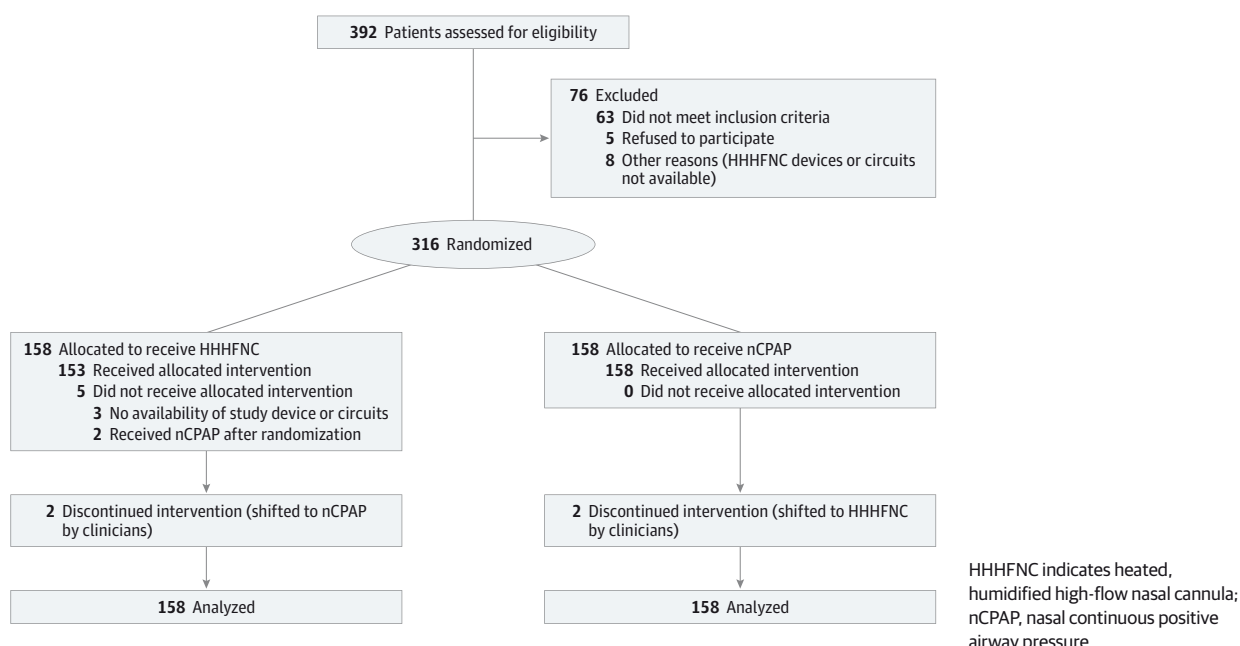 392 Patients assessed for eligibility
76 Excluded
63 Did not meet inclusion criteria
5 Refused to participate
8 Other reasons (HHHFNC devices or circuits
not available)
316 Randomized
158 Allocated to receive HHHFNC
153 Received allocated intervention
5 Did not receive allocated intervention
3 No availability of study device or circuits
2 Received nCPAP after randomization
158 Allocated to receive nCPAP
158 Received allocated intervention
0 Did not receive allocated intervention
2 Discontinued intervention (shifted to nCPAP
by clinicians)
2 Discontinued intervention (shifted to HHHFNC
by clinicians)
158 Analyzed
158 Analyzed
HHHFNC indicates heated,
humidified high-flow nasal cannula;
nCPAP, nasal continuous positive
airway pressure